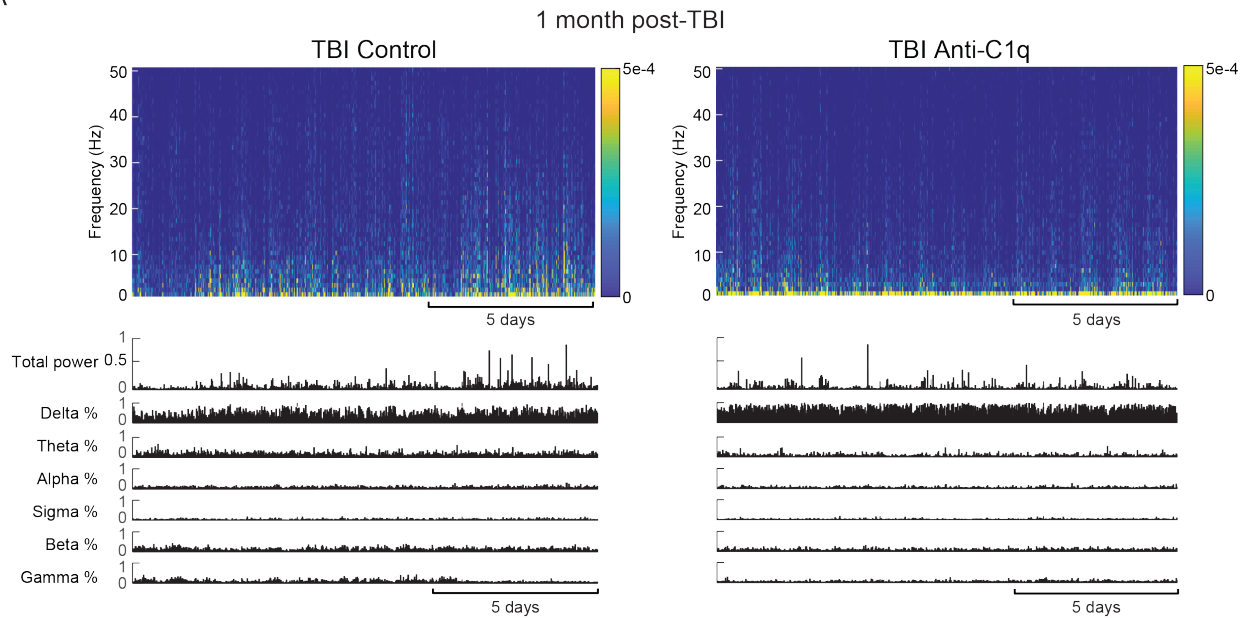 1 month post-TBI
TBI Control
TBI Anti-C1q
50
40
30
20
10
0
Frequency (Hz)
5e-4
0
5 days
50
40
30
20
10
0
Frequency (Hz)
5e-4
0
5 days
Total power 1 0.5 0
Delta % 1 0
Theta % 1 0
Alpha % 1 0
Sigma % 1 0
Beta % 1 0
Gamma % 1 0
5 days
5 days